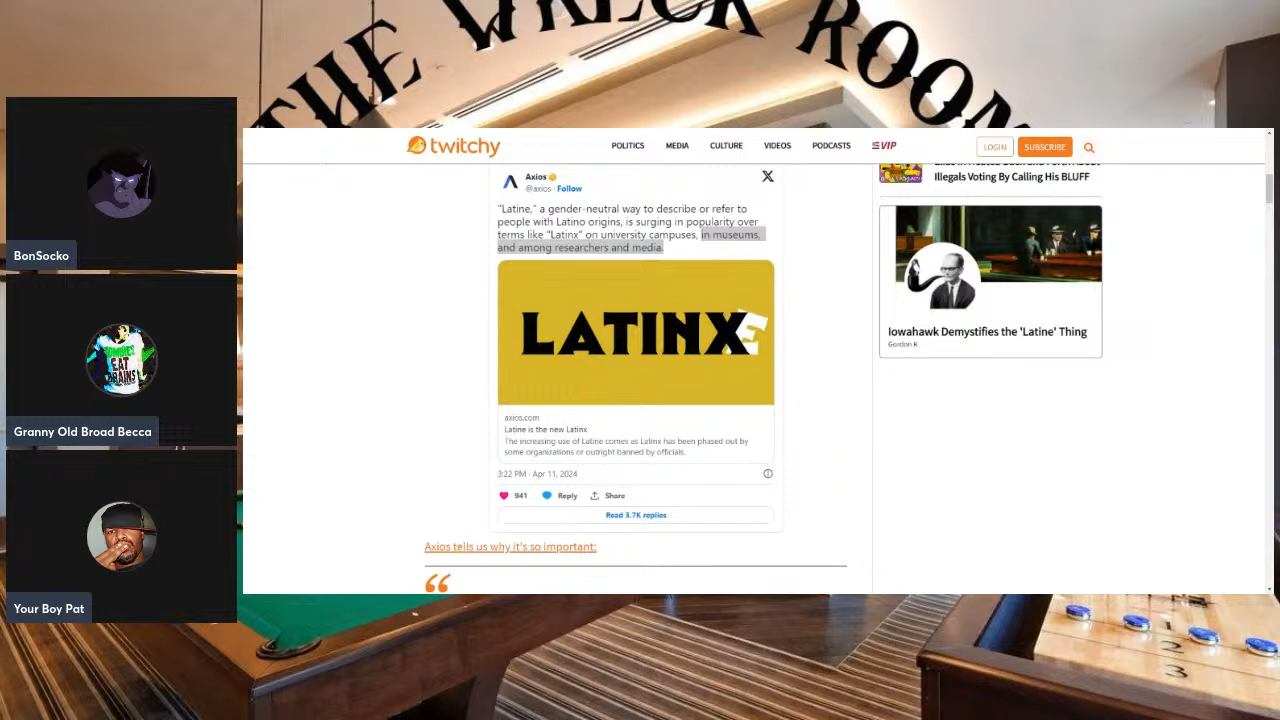 THE WRECK ROOM
twitchy
POLITICS
MEDIA
CULTURE
VIDEOS
PODCASTS
VIP
LOGIN
SUBSCRIBE
BonSocko
Granny Old Broad Becca
Your Boy Pat
Axios
@axios · Follow
"Latine," a gender-neutral way to describe or refer to
people with Latino origins, is surging in popularity over
terms like "Latinx" on university campuses, in museums,
and among researchers and media.
LATINXE
axios.com
Latine is the new Latinx
The increasing use of Latine comes as Latinx has been phased out by
some organizations or outright banned by officials.
3:22 PM · Apr 11, 2024
941
Reply
Share
Read 3.7K replies
Axios tells us why it's so important:
“
Illegals Voting By Calling His BLUFF
Iowahawk Demystifies the 'Latine' Thing
Gordon K
1
2
3